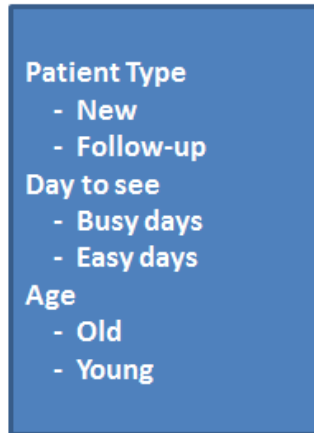 Patient Type
- New
- Follow-up
Day to see
- Busy days
- Easy days
Age
- Old
- Young